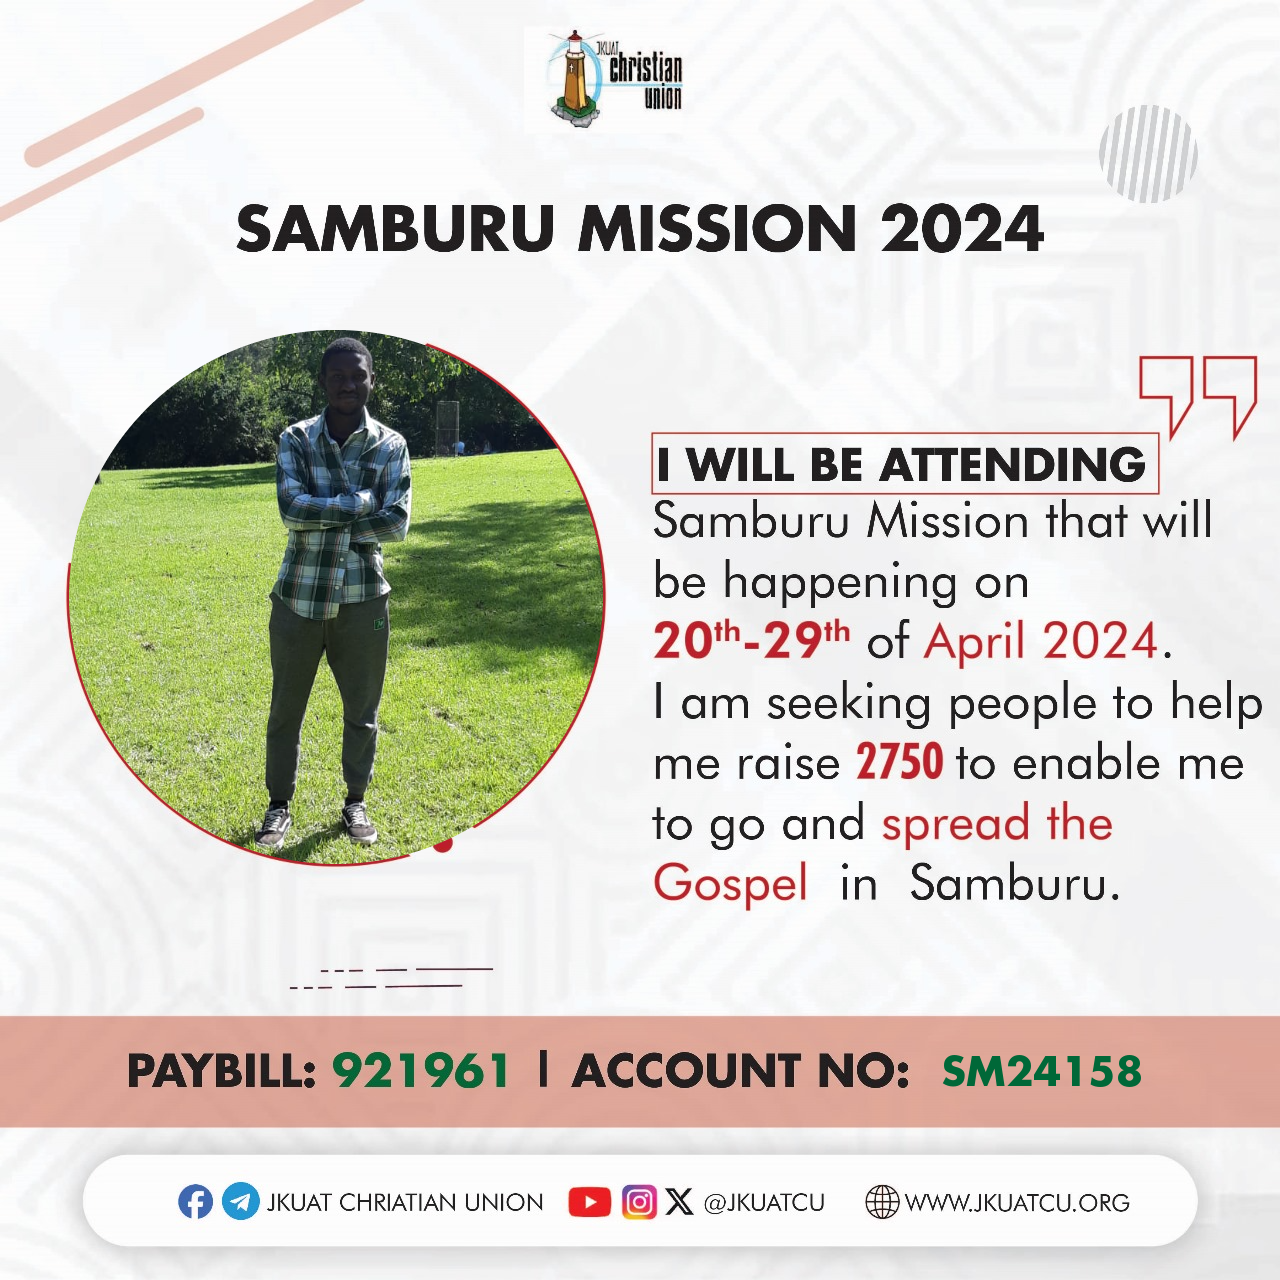 JKUAT
christian
union
SAMBURU MISSION 2024
I WILL BE ATTENDING
Samburu Mission that will
be happening on
20th-29th of April 2024.
I am seeking people to help
me raise 2750 to enable me
to go and spread the
Gospel in Samburu.
PAYBILL: 921961 | ACCOUNT NO: SM24158
JKUAT CHRIATIAN UNION @JKUATCU WWW.JKUATCU.ORG